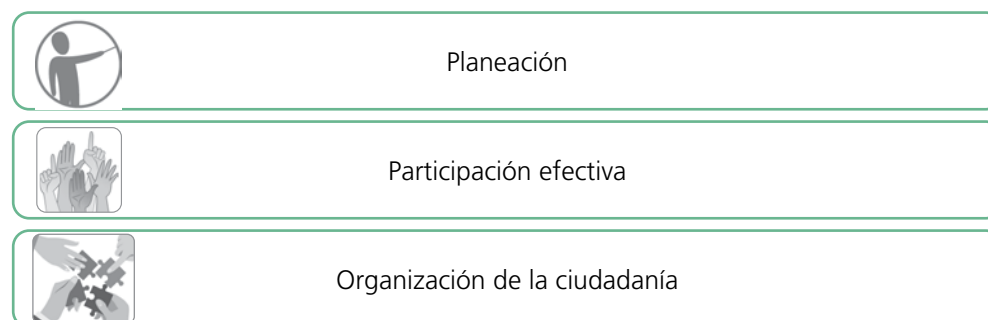 Planeación
Participación efectiva
Organización de la ciudadanía